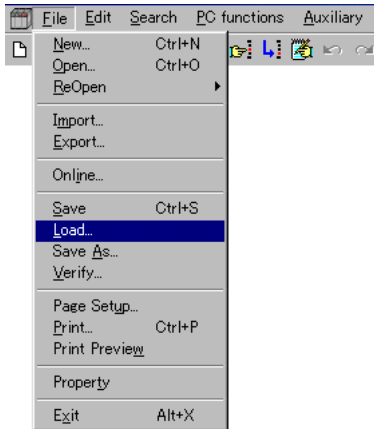 File Edit Search PC functions Auxiliary
New... Ctrl+N
Open... Ctrl+O
ReOpen
Import...
Export...
Online...
Save Ctrl+S
Load...
Save As...
Verify...
Page Setup...
Print... Ctrl+P
Print Preview
Property
Exit Alt+X